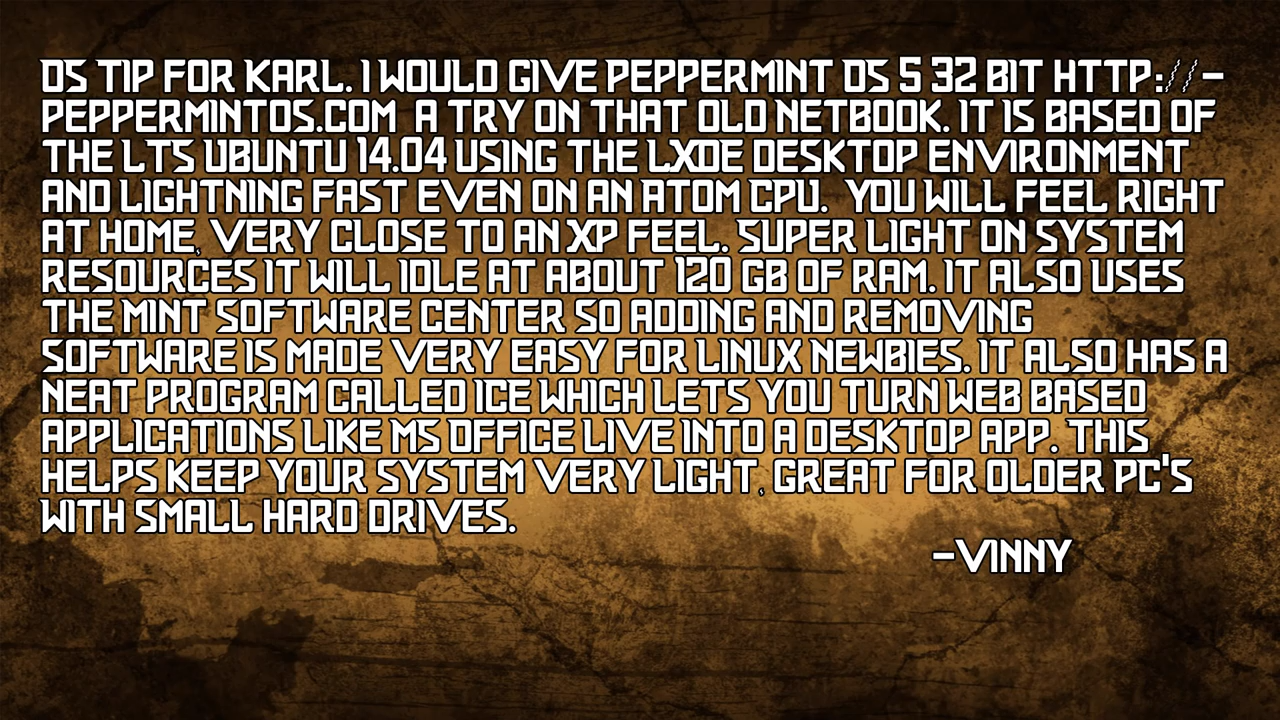 OS TIP FOR KARL. I WOULD GIVE PEPPERMINT OS 5 32 BIT HTTP://-
PEPPERMINTOS.COM A TRY ON THAT OLD NETBOOK. IT IS BASED OF
THE LTS UBUNTU 14.04 USING THE LXDE DESKTOP ENVIRONMENT
AND LIGHTNING FAST EVEN ON AN ATOM CPU. YOU WILL FEEL RIGHT
AT HOME, VERY CLOSE TO AN XP FEEL. SUPER LIGHT ON SYSTEM
RESOURCES IT WILL IDLE AT ABOUT 120 GB OF RAM. IT ALSO USES
THE MINT SOFTWARE CENTER SO ADDING AND REMOVING
SOFTWARE IS MADE VERY EASY FOR LINUX NEWBIES. IT ALSO HAS A
NEAT PROGRAM CALLED ICE WHICH LETS YOU TURN WEB BASED
APPLICATIONS LIKE MS OFFICE LIVE INTO A DESKTOP APP. THIS
HELPS KEEP YOUR SYSTEM VERY LIGHT, GREAT FOR OLDER PC'S
WITH SMALL HARD DRIVES.
-VINNY